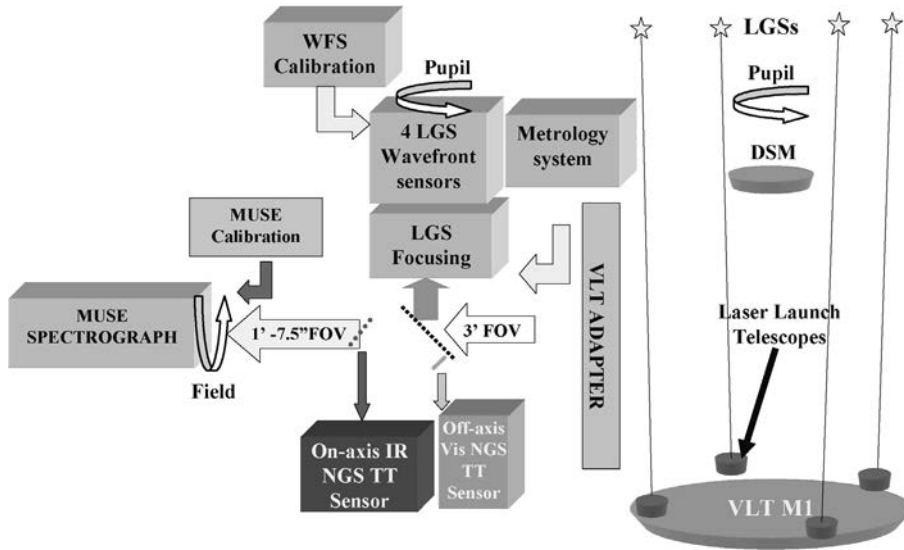 WFS
Calibration
Pupil
4 LGS
Wavefront
sensors
Metrology
system
LGS
Focusing
MUSE
Calibration
MUSE
SPECTROGRAPH
1' -7.5"FOV
3' FOV
Field
On-axis IR
NGS TT
Sensor
Off-axis
Vis NGS
TT
Sensor
VLT ADAPTER
LGSs
Pupil
DSM
Laser Launch
Telescopes
VLT M1